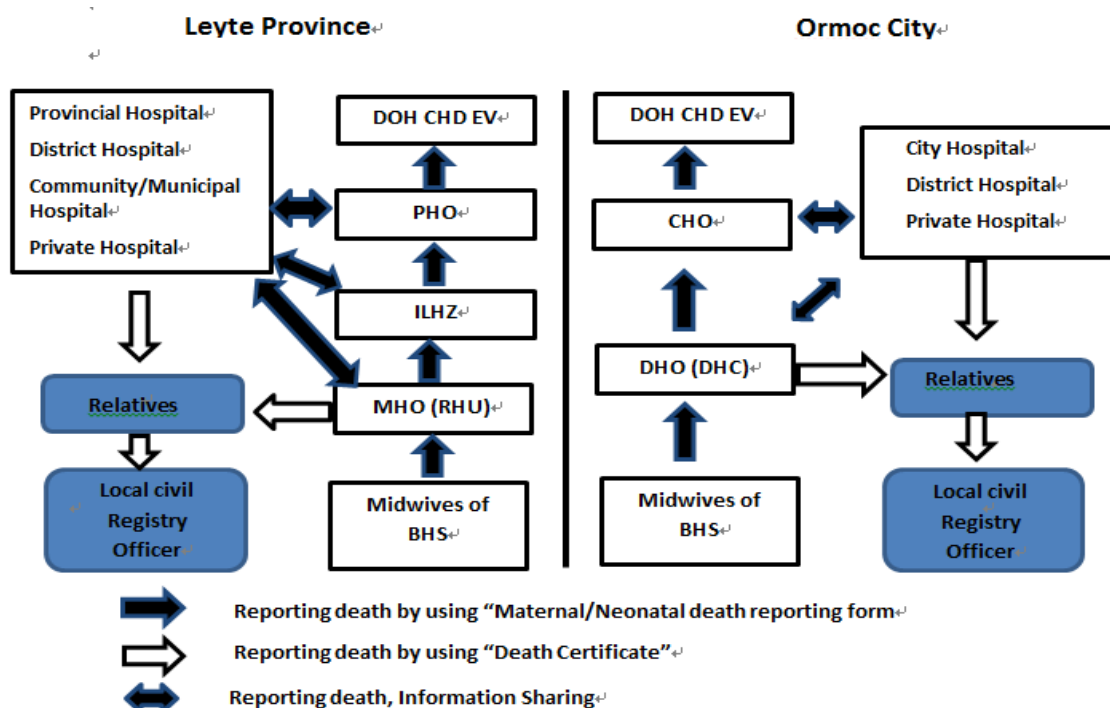 Leyte Province
Ormoc City
Provincial Hospital
District Hospital
Community/Municipal
Hospital
Private Hospital
DOH CHD EV
PHO
ILHZ
MHO (RHU)
Midwives of
BHS
Relatives
Local civil
Registry
Officer
DOH CHD EV
CHO
DHO (DHC)
Midwives of
BHS
City Hospital
District Hospital
Private Hospital
Relatives
Local civil
Registry
Officer
Reporting death by using “Maternal/Neonatal death reporting form
Reporting death by using “Death Certificate”
Reporting death, Information Sharing